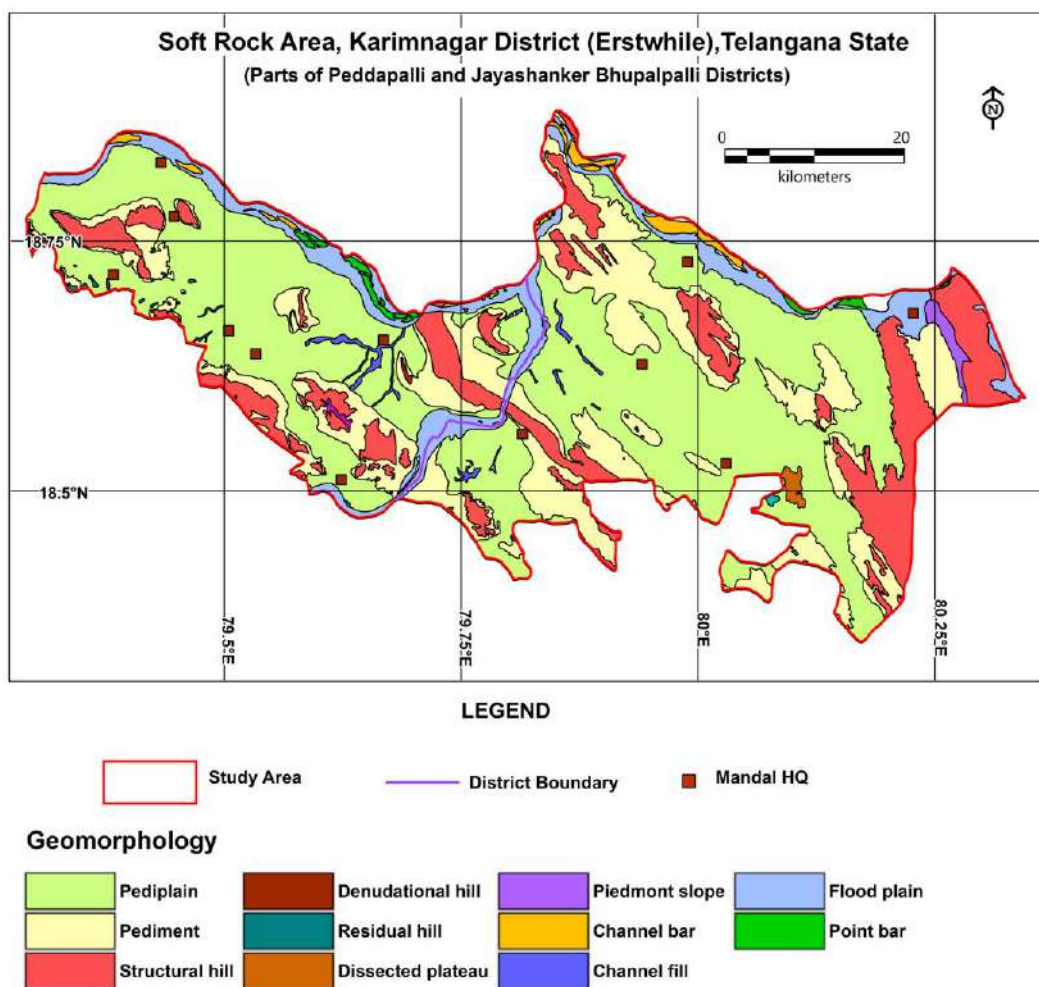 Soft Rock Area, Karimnagar District (Erstwhile),Telangana State
(Parts of Peddapalli and Jayashanker Bhupalpalli Districts)
N
0 20
kilometers
18.75°N
18.5°N
79.5°E
79.75°E
80°E
80.25°E
LEGEND
Study Area
District Boundary
Mandal HQ
Geomorphology
Pediplain
Denudational hill
Piedmont slope
Flood plain
Pediment
Residual hill
Channel bar
Point bar
Structural hill
Dissected plateau
Channel fill